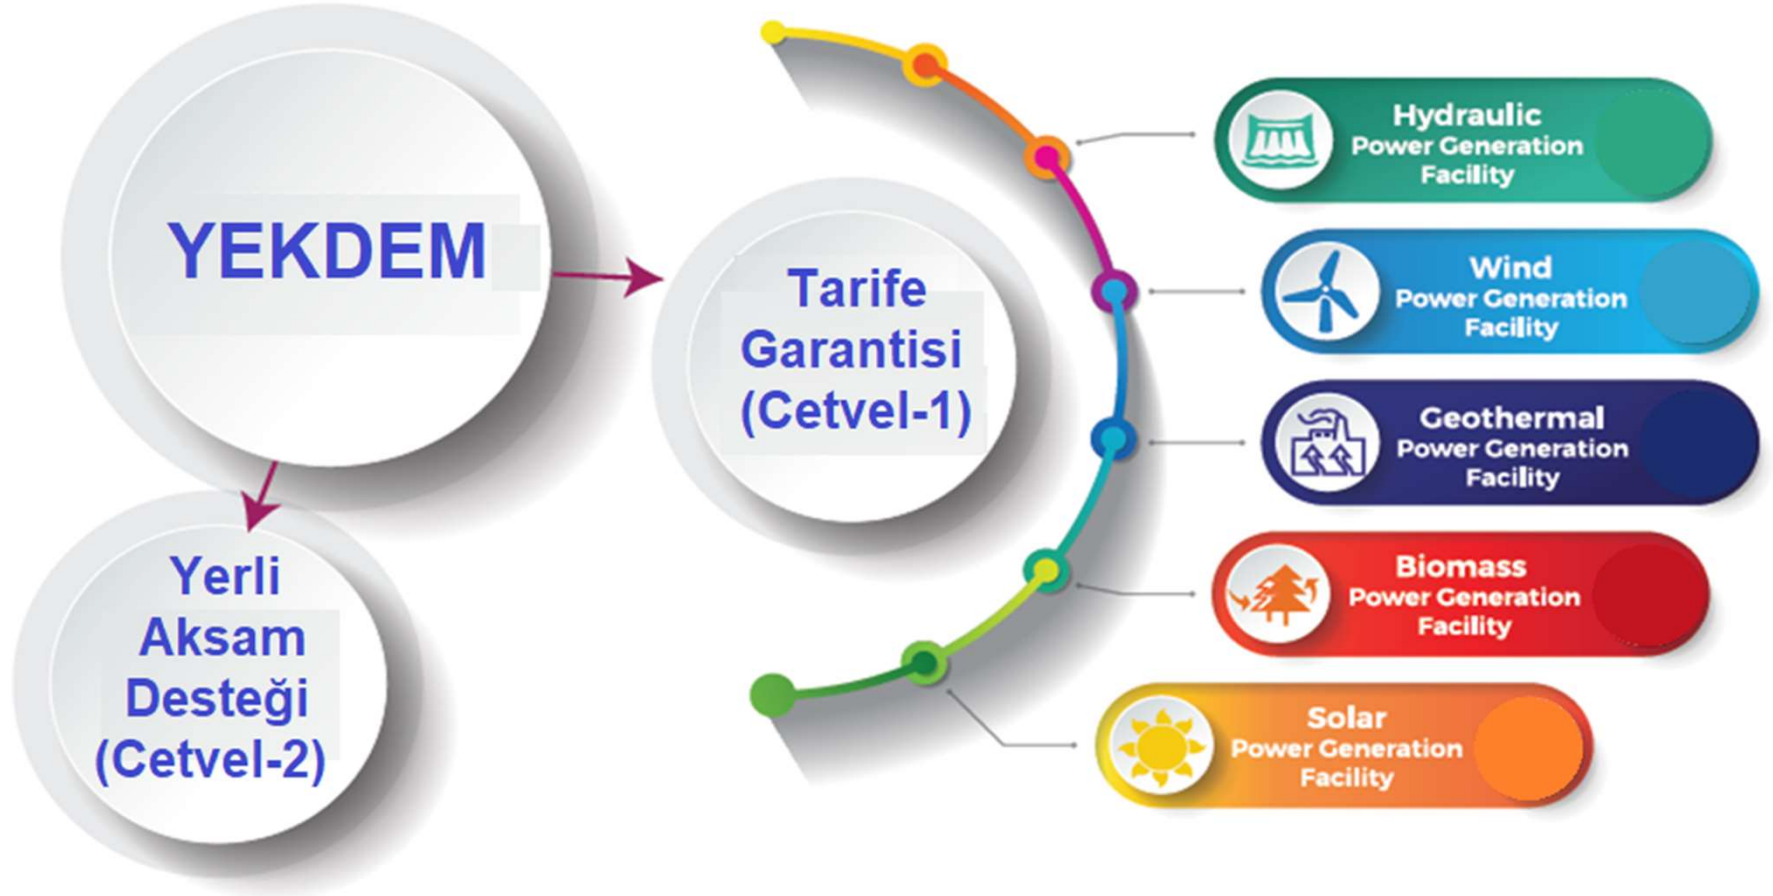 YEKDEM
Tarife
Garantisi
(Cetvel-1)
Yerli
Aksam
Desteği
(Cetvel-2)
Hydraulic
Power Generation
Facility
Wind
Power Generation
Facility
Geothermal
Power Generation
Facility
Biomass
Power Generation
Facility
Solar
Power Generation
Facility